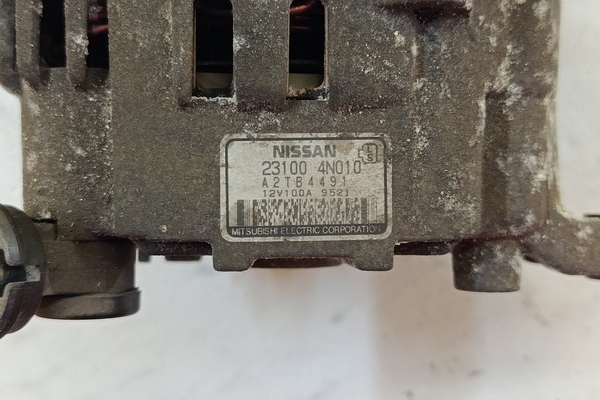 NISSAN
23100 4N010
A2TB4491
12V100A 9521
MITSUBISHI ELECTRIC CORPORATION